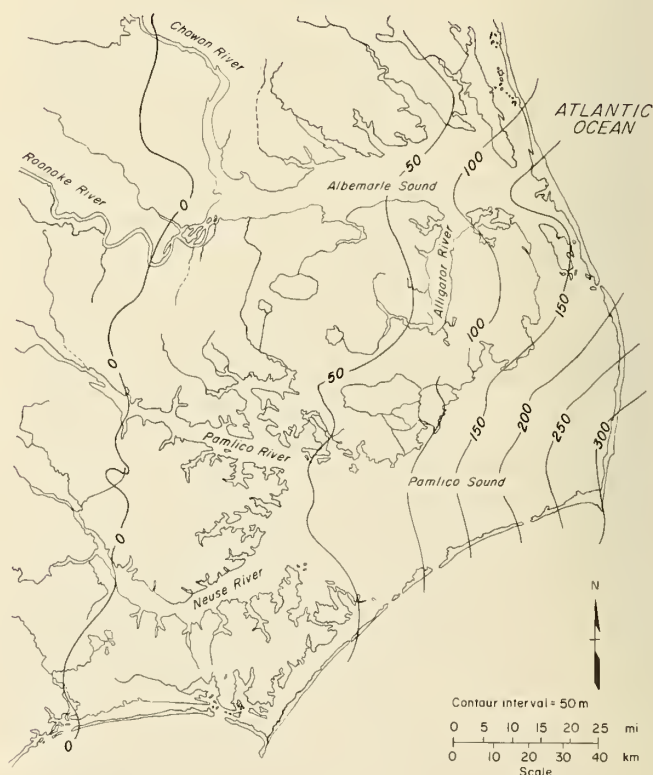 Chowan River
ATLANTIC
OCEAN
50
100
Albemarle Sound
Roanoke River
0
Alligator River
150
100
0
50
150
200
250
300
Pamlico River
Pamlico Sound
0
Neuse River
N
Contour interval = 50 m
0 5 10 15 20 25 mi
0 10 20 30 40 km
Scale
0